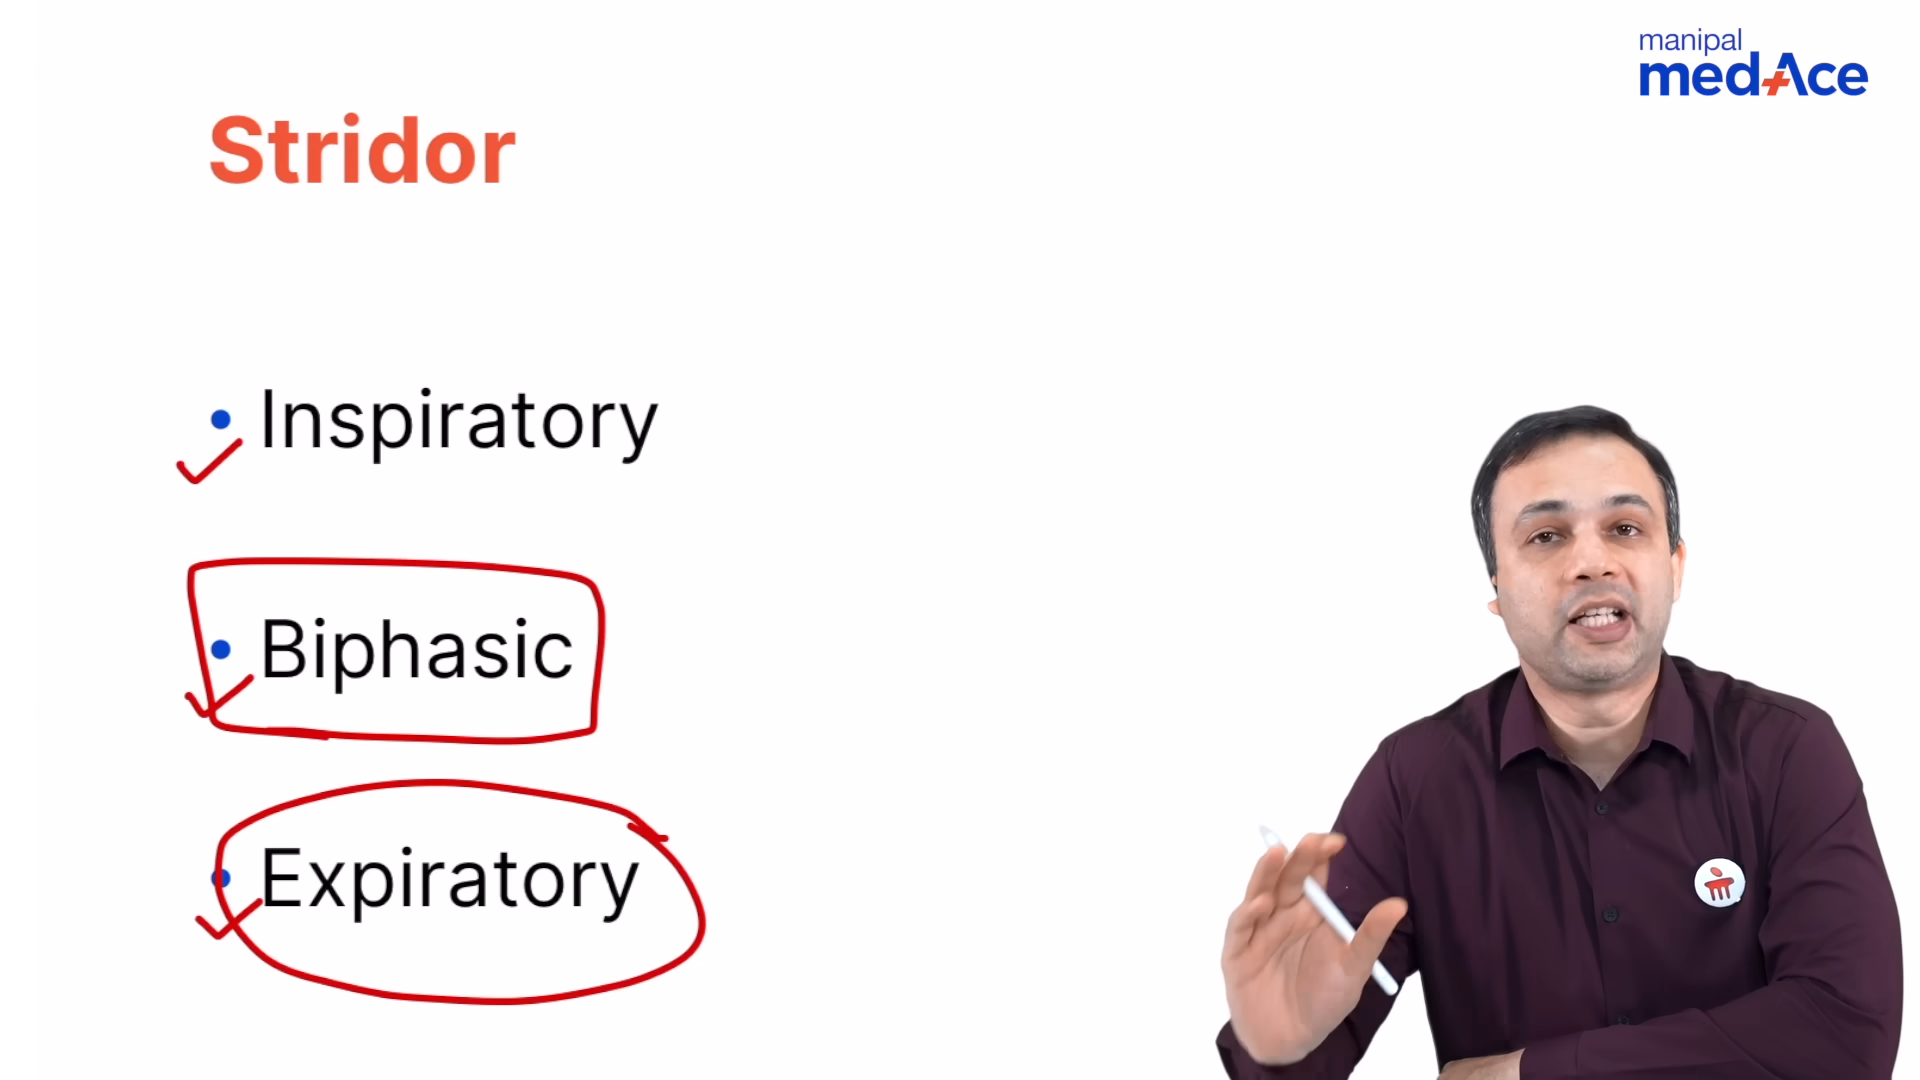 manipal
medAce
Stridor
• Inspiratory
• Biphasic
• Expiratory